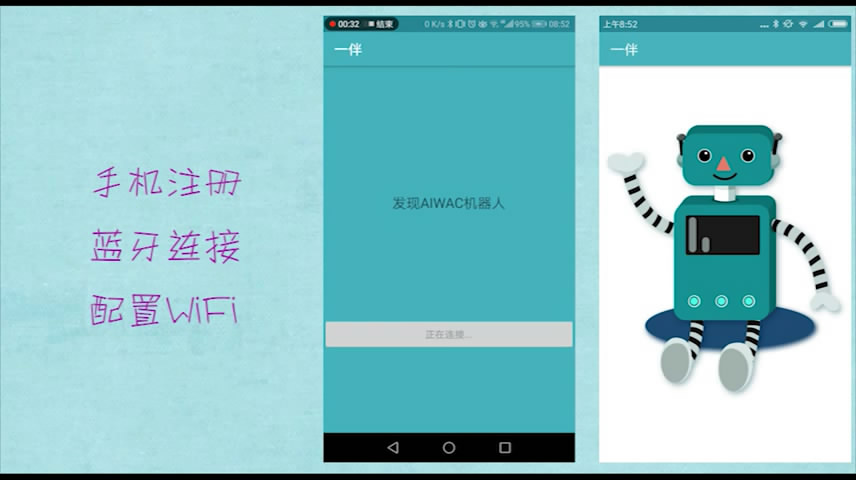 手机注册
蓝牙连接
配置WiFi
00:32 结束
0 K/s 95% 08:52
一伴
发现AIWAC机器人
正在连接...
上午8:52
一伴